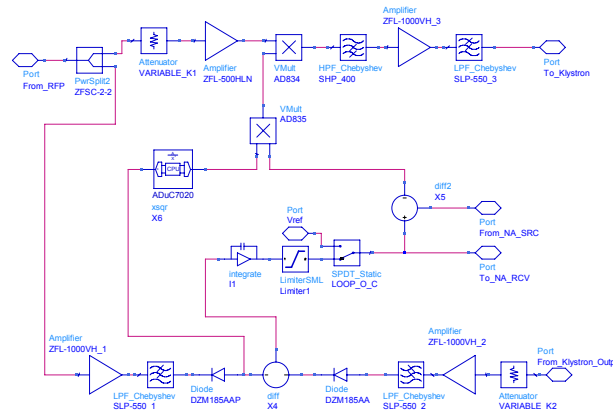 Amplifier
ZFL-1000VH_3
Port
From_RFP
PwrSplit2
ZFSC-2-2
Attenuator
VARIABLE_K1
Amplifier
ZFL-500HLN
VMult
AD834
HPF_Chebyshev
SHP_400
LPF_Chebyshev
SLP-550_3
Port
To_Klystron
VMult
AD835
x
CPU
ADuC7020
xsqr
X6
diff2
X5
Port
From_NA_SRC
Port
Vref
integrate
I1
LimiterSML
Limiter1
SPDT_Static
LOOP_O_C
Port
To_NA_RCV
Amplifier
ZFL-1000VH_1
LPF_Chebyshev
SLP-550_1
Diode
DZM185AAP
diff
X4
Diode
DZM185AA
LPF_Chebyshev
SLP-550_2
Amplifier
ZFL-1000VH_2
Attenuator
VARIABLE_K2
Port
From_Klystron_Outp